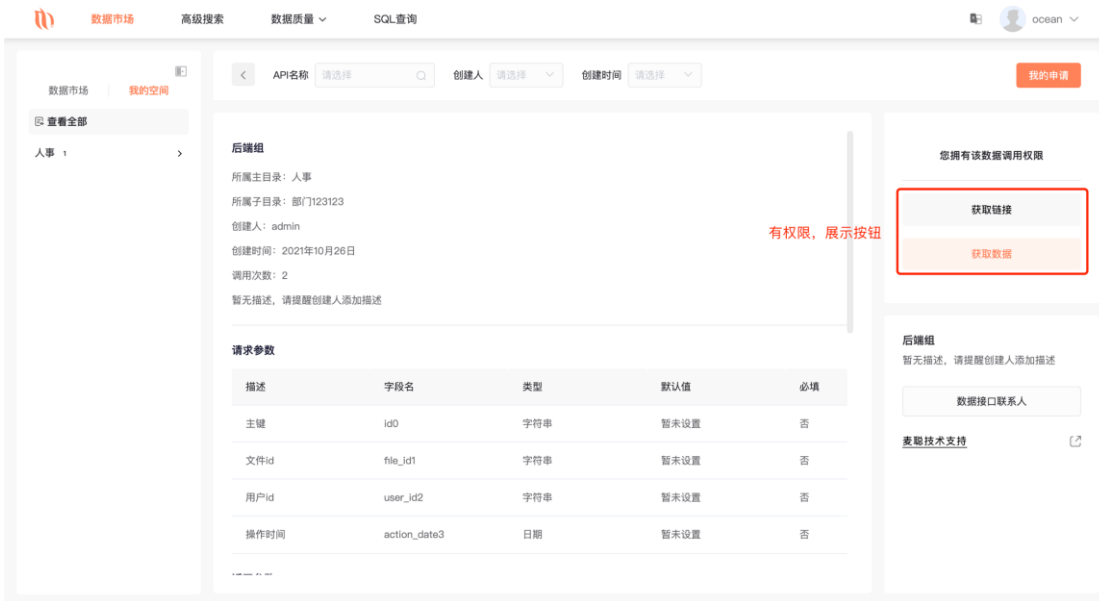 数据市场 高级搜索 数据质量 SQL查询 ocean
数据市场 我的空间
查看全部
人事 1
API名称 请选择 创建人 请选择 创建时间 请选择 我的申请
后端组
所属主目录：人事
所属子目录：部门123123
创建人：admin
创建时间：2021年10月26日
调用次数：2
暂无描述，请提醒创建人添加描述
请求参数
描述 字段名 类型 默认值 必填
主键 id0 字符串 暂未设置 否
文件id file_id1 字符串 暂未设置 否
用户id user_id2 字符串 暂未设置 否
操作时间 action_date3 日期 暂未设置 否
您拥有该数据调用权限
有权限，展示按钮
获取链接
获取数据
后端组
暂无描述，请提醒创建人添加描述
数据接口联系人
麦聪技术支持